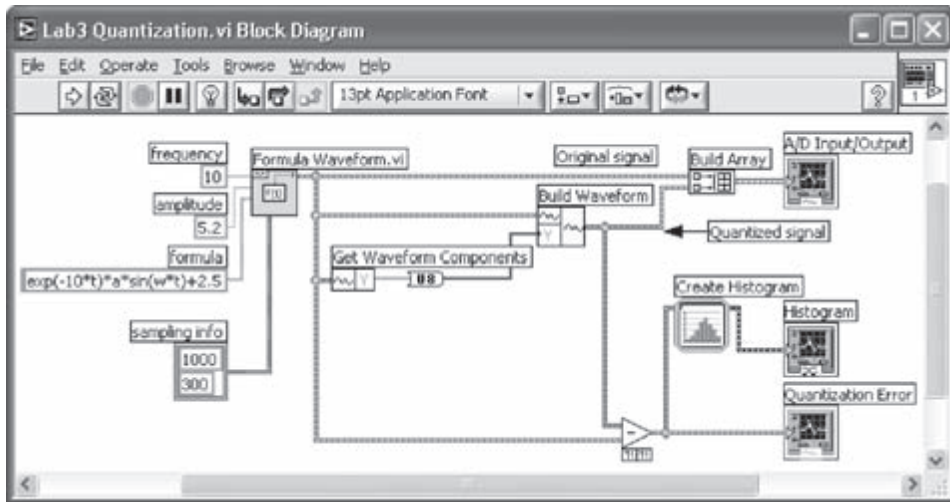 Lab3 Quantization.vi Block Diagram
File Edit Operate Tools Browse Window Help
13pt Application Font
1
frequency
10
Formula Waveform.vi
Original signal
Build Array
A/D Input/Output
amplitude
5.2
Build Waveform
Quantized signal
formula
exp(-10*t)*a*sin(w*t)+2.5
Get Waveform Components
Y
U8
Y
Create Histogram
Histogram
sampling info
1000
300
Quantization Error